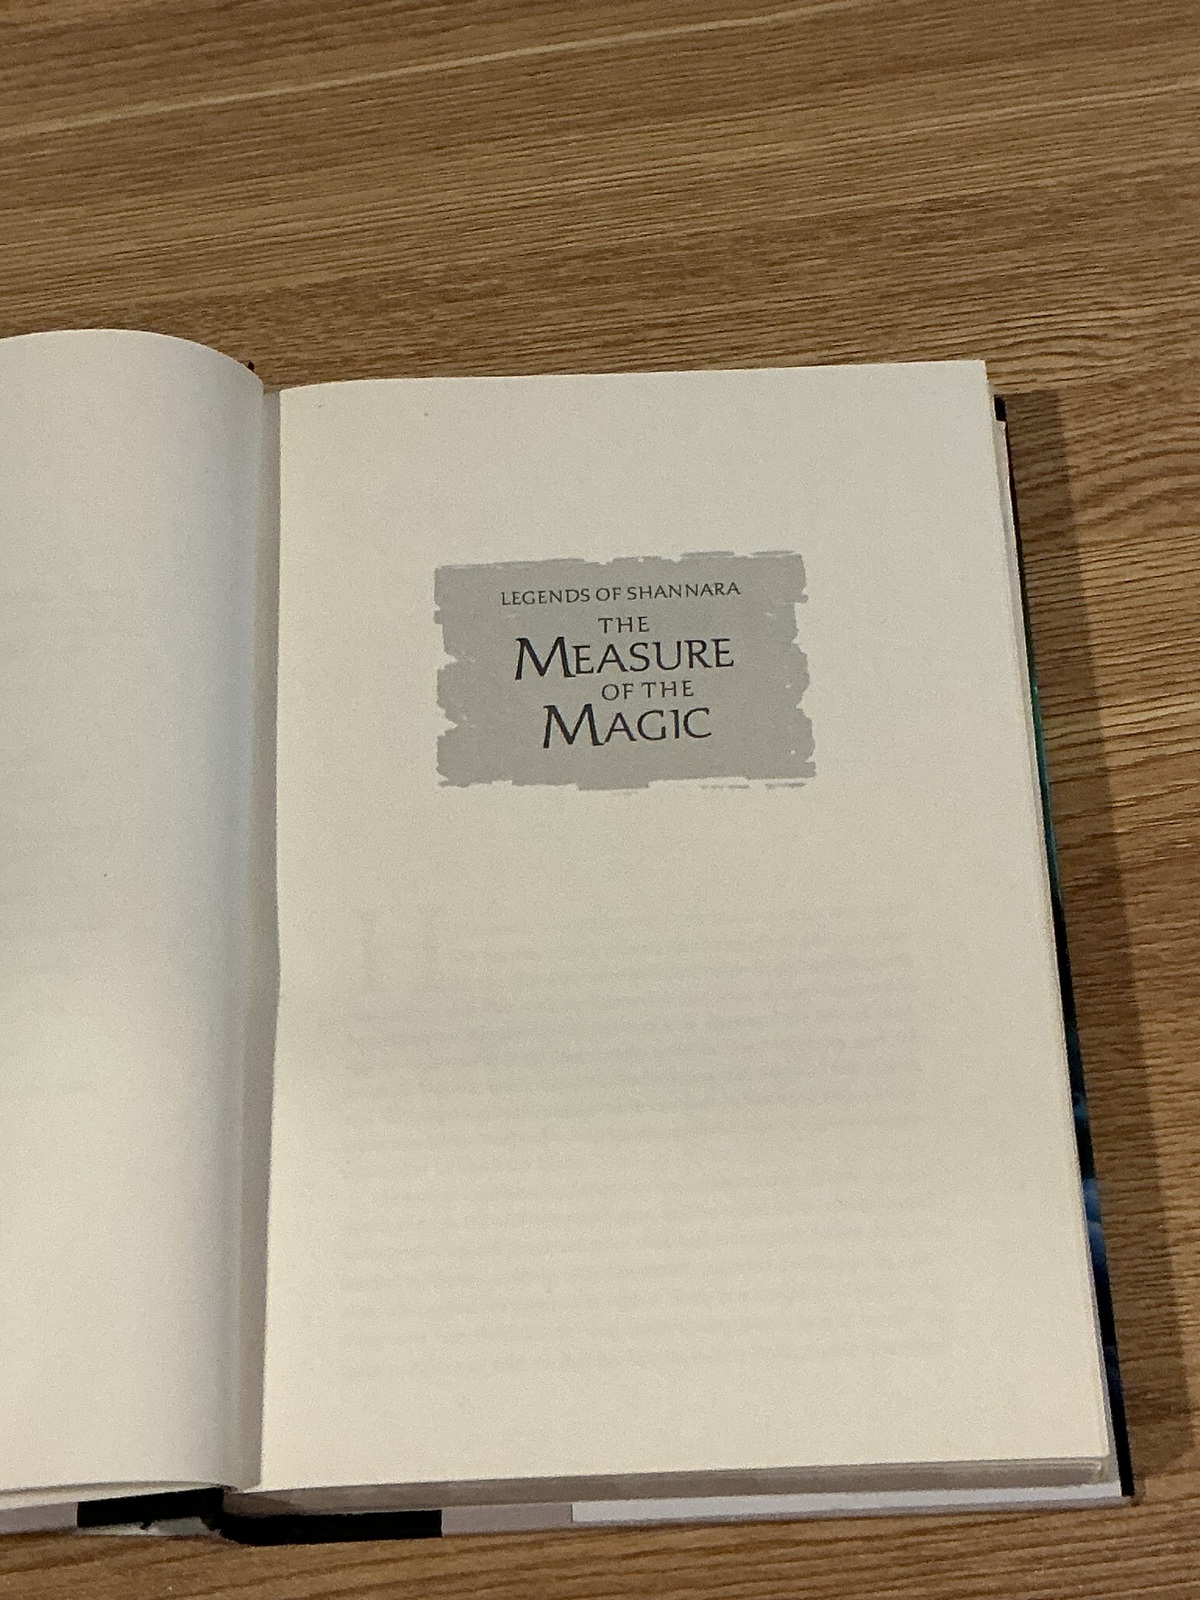 LEGENDS OF SHANNARA
THE
MEASURE
OF THE
MAGIC